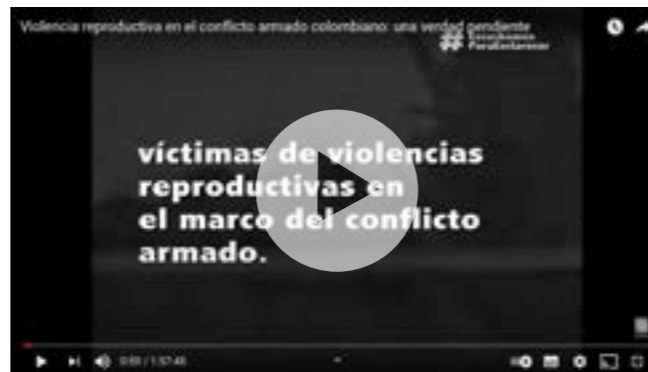 Violencia reproductiva en el conflicto armado colombiano: una verdad pendiente
víctimas de violencias
reproductivas en
el marco del conflicto
armado.